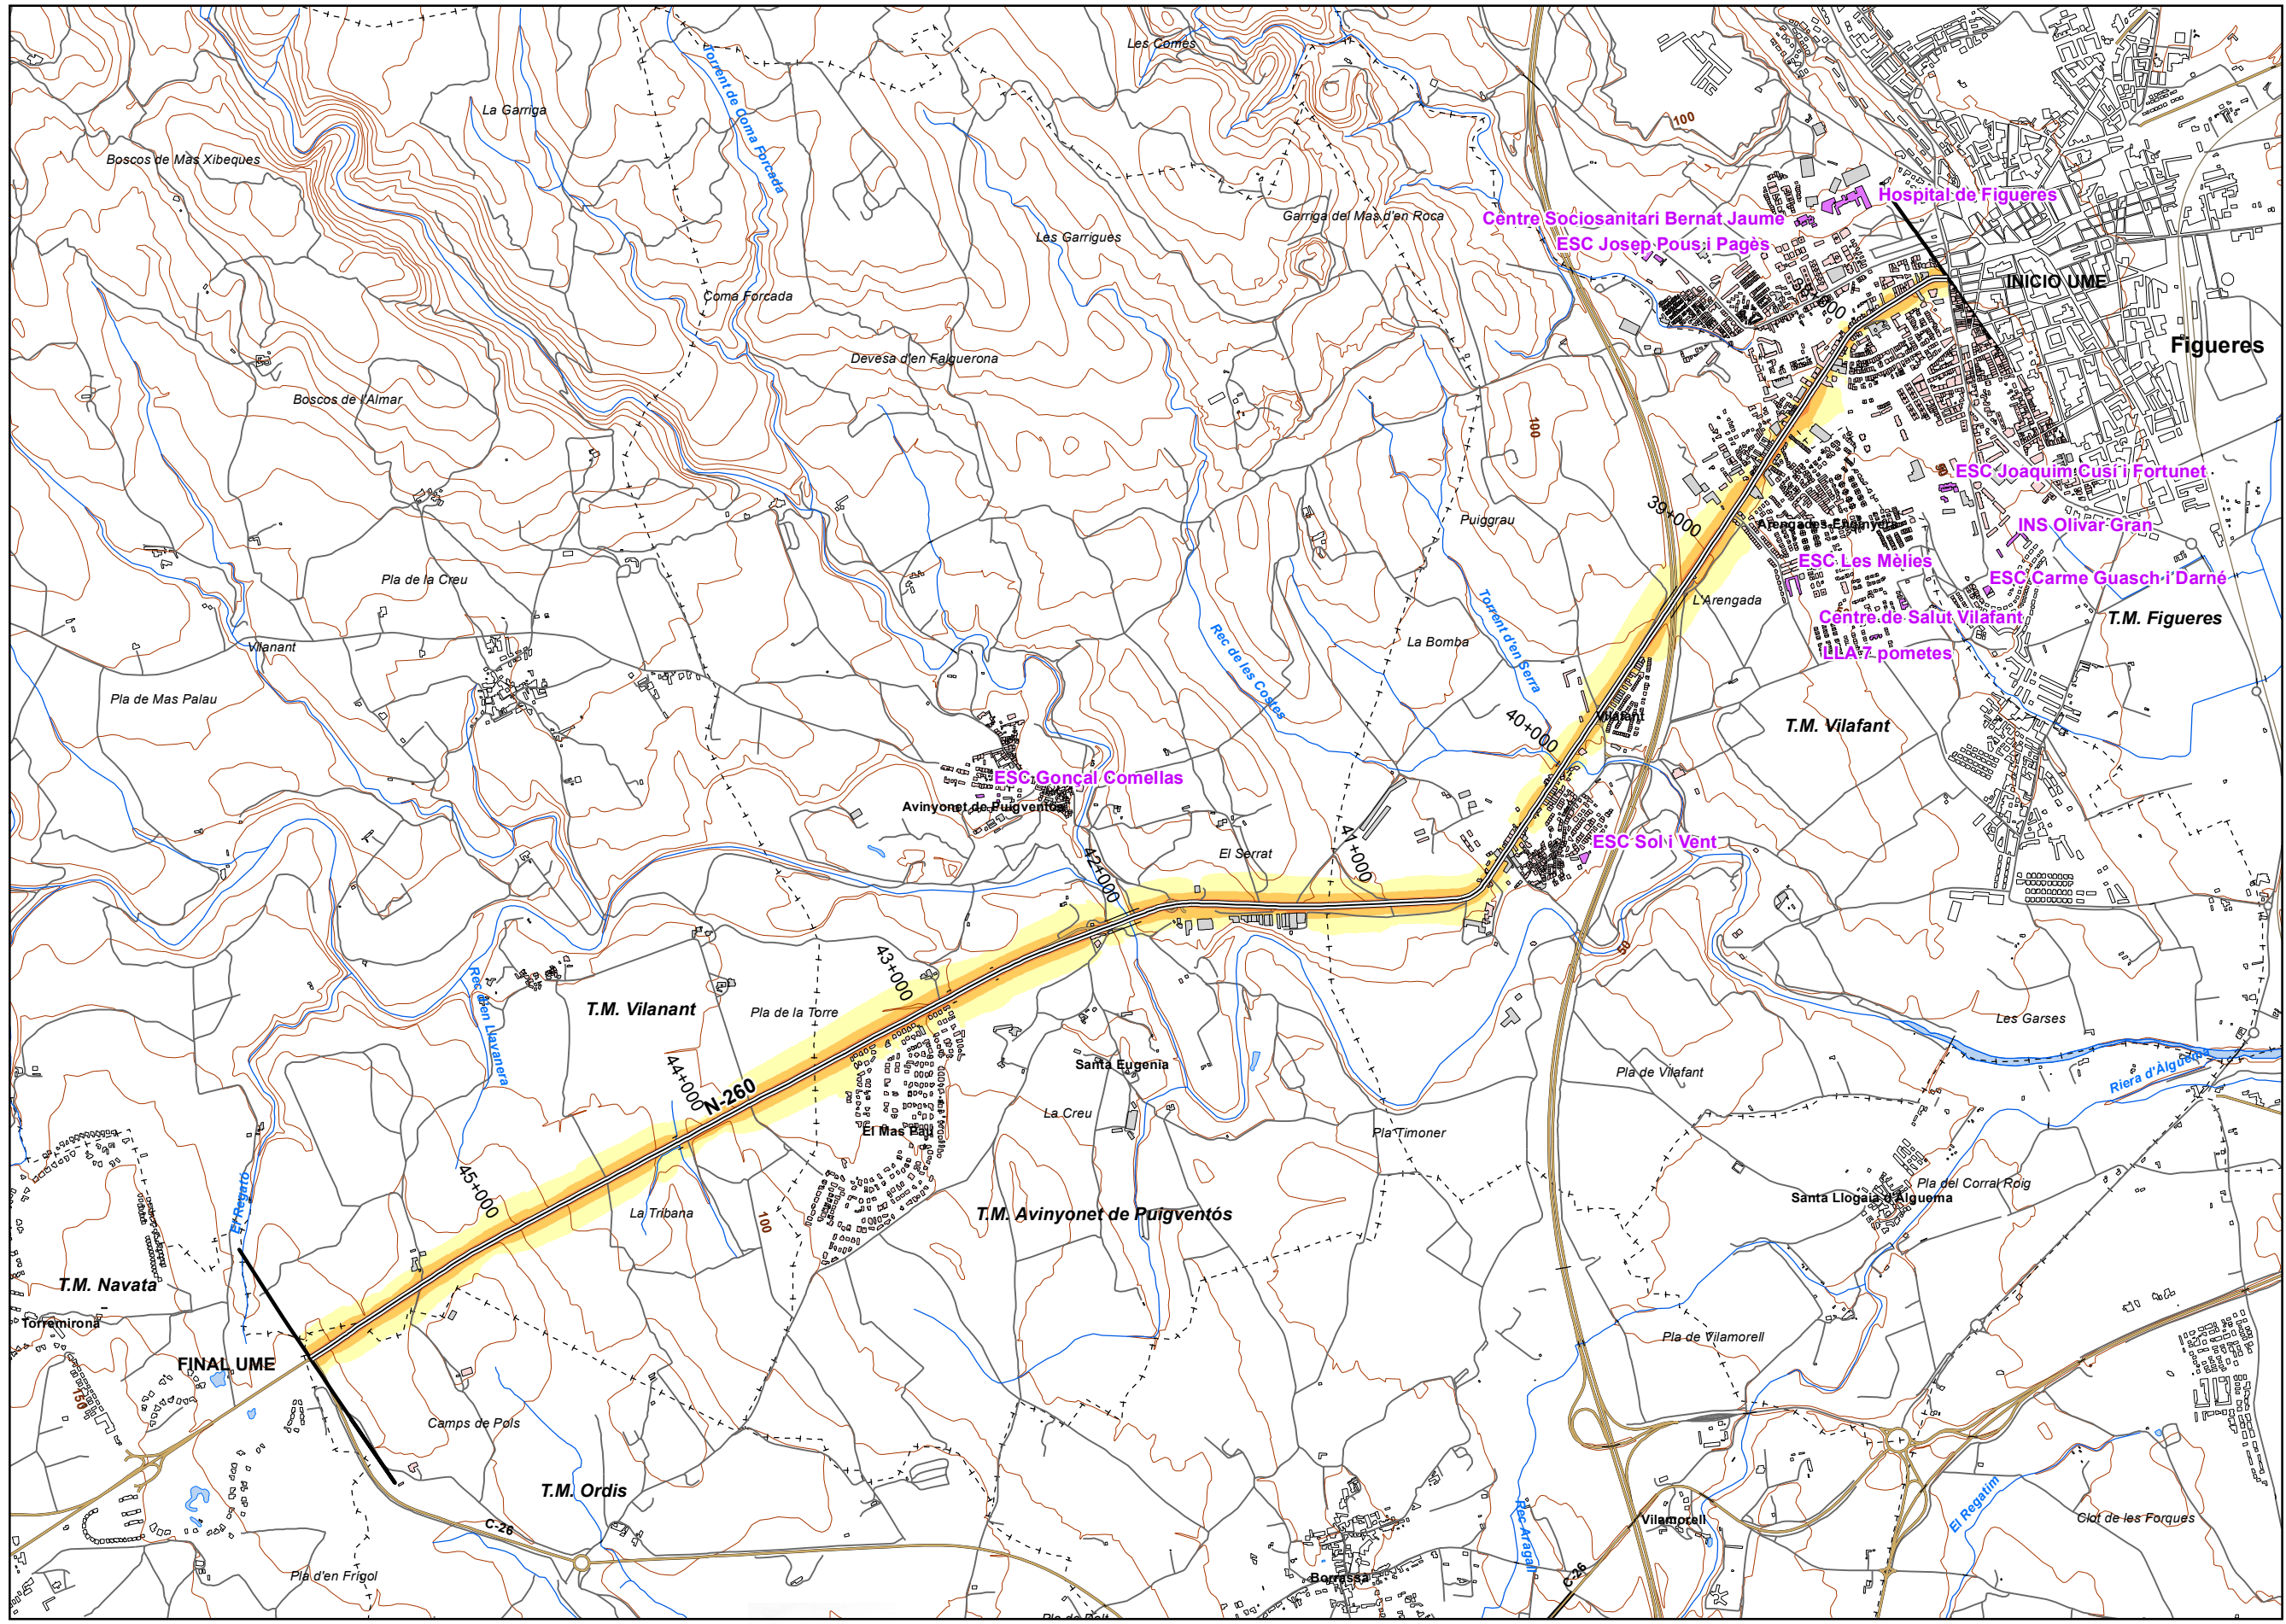 Les Comes
Torrent de Coma Forcada
La Garriga
100
Boscos de Mas Xibeques
Hospital de Figueres
Centre Sociosanitari Bernat Jaume
Garriga del Mas d'en Roca
Les Garrigues
ESC Josep Pous i Pagès
INICIO UME
Coma Forcada
38+000
Figueres
Devesa d'en Falguerona
Boscos de l'Almar
100
ESC Joaquim Cusí i Fortunet
39+000
Puiggrau
Arengades-Enginyers
INS Olivar Gran
ESC Les Mèlies
Pla de la Creu
ESC Carme Guasch i Darné
L'Arengada
Torrent d'en Serra
Centre de Salut Vilafant
T.M. Figueres
La Bomba
Vilanant
Rec de les Costes
LLA 7 pometes
Pla de Mas Palau
Vilafant
T.M. Vilafant
40+000
ESC Gonçal Comellas
Avinyonet de Puigventós
ESC Sol i Vent
El Serrat
41+000
42+000
50
43+000
T.M. Vilanant
Pla de la Torre
Rec d'en Llavanera
Les Garses
Santa Eugenia
Pla de Vilafant
Riera d'Àlguema
44+000
N-260
La Creu
El Mas Pau
Pla Timoner
45+000
El Regató
Pla del Corral Roig
Santa Llogaia d'Àlguema
La Tribana
100
T.M. Avinyonet de Puigventós
T.M. Navata
Torremirona
Pla de Vilamorell
FINAL UME
150
Camps de Pols
T.M. Ordis
C-26
Rec Aragall
Vilamorell
El Regatim
Clot de les Forques
Pla d'en Frigol
Borrassà
C-26